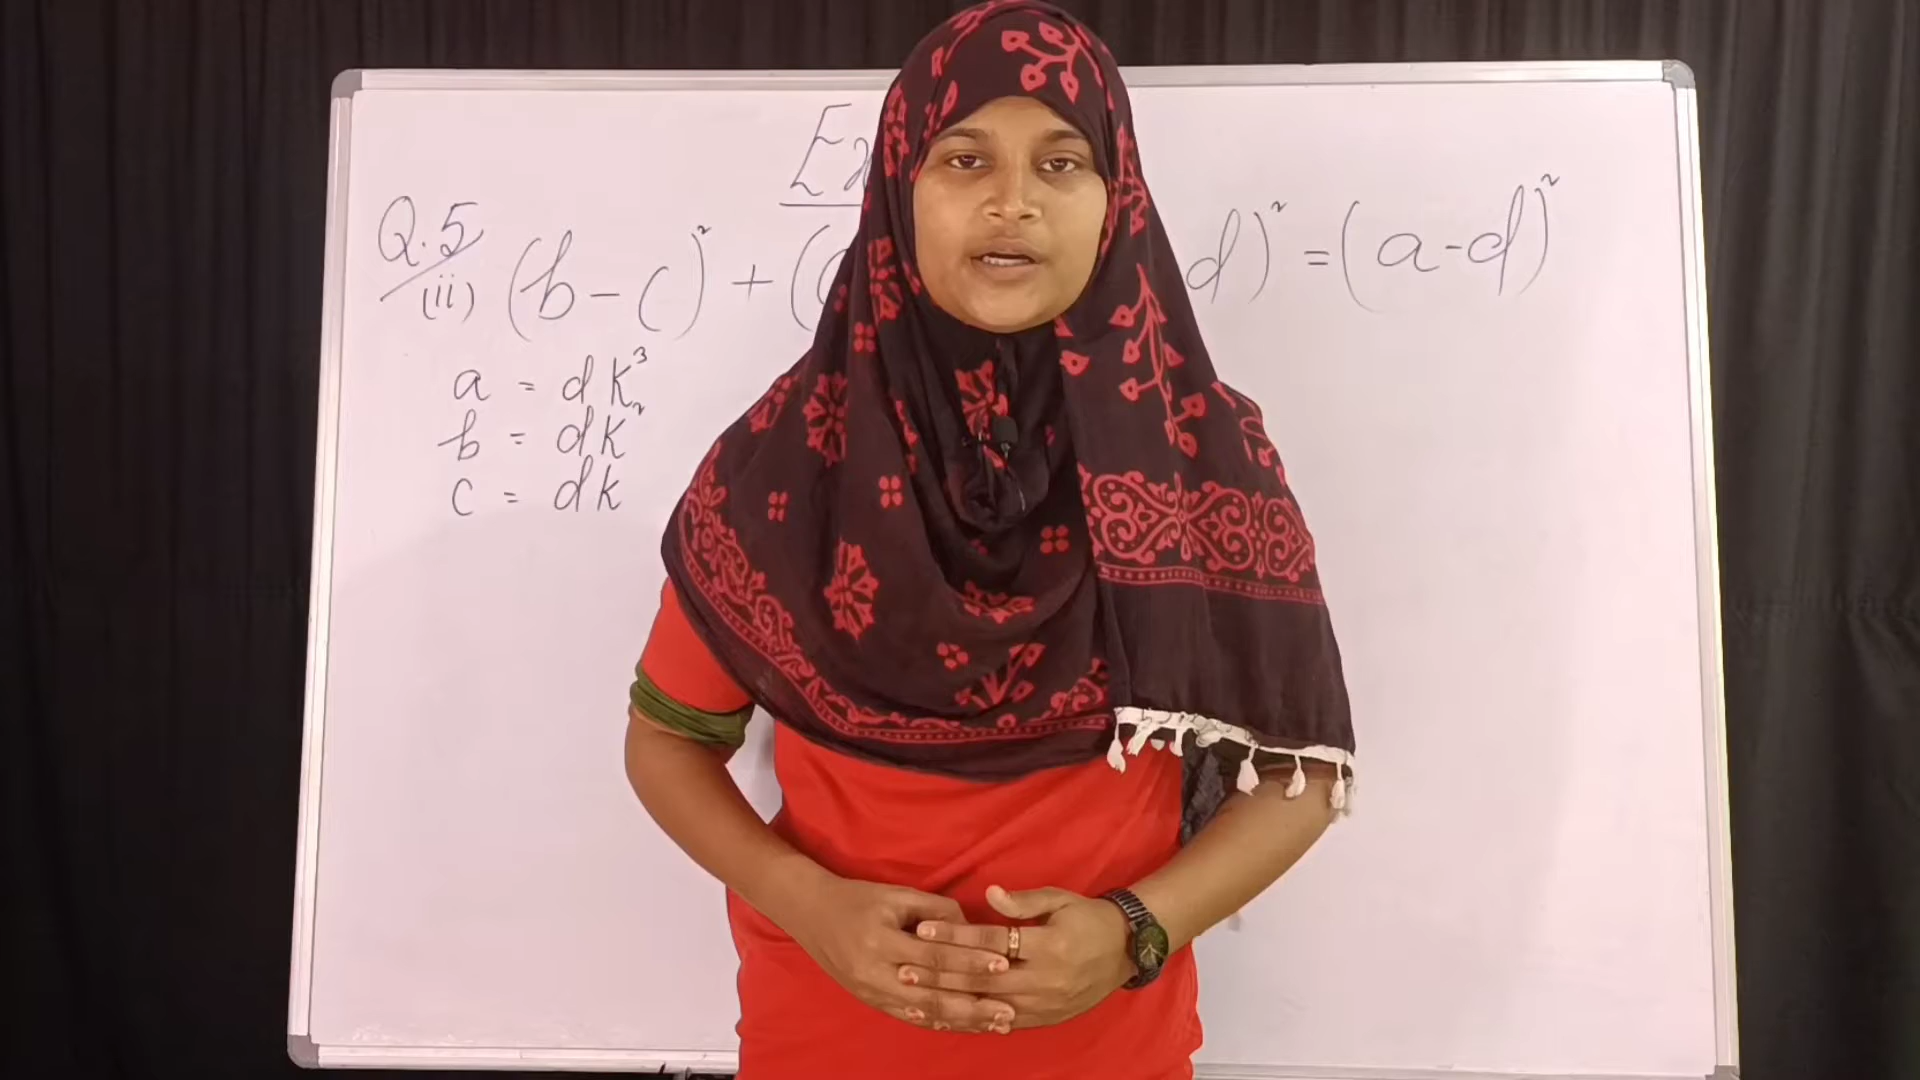 Ex
Q.5
(ii) (b-c)² + (c d)² = (a-d)²
a = dk³
b = dk²
c = dk